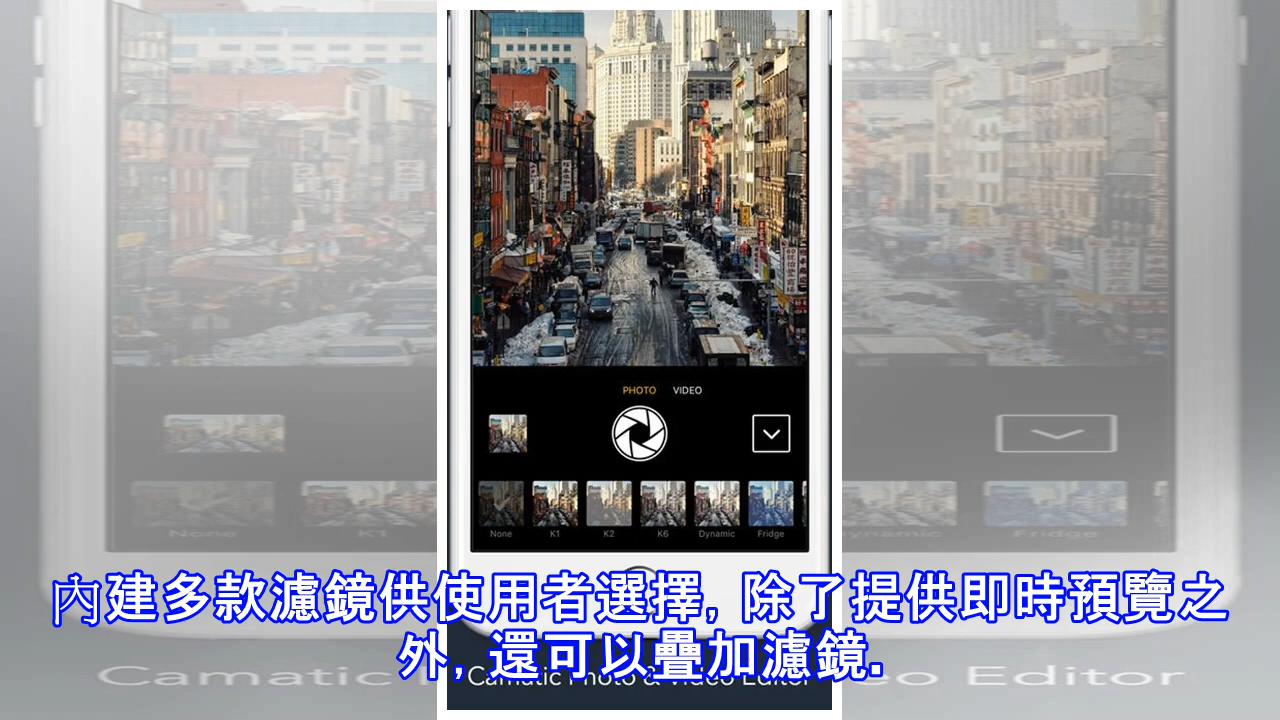 PHOTO VIDEO
None K1 K2 K6 Dynamic Fridge
內建多款濾鏡供使用者選擇, 除了提供即時預覽之
外, 還可以疊加濾鏡.
Camatic Photo & Video Editor